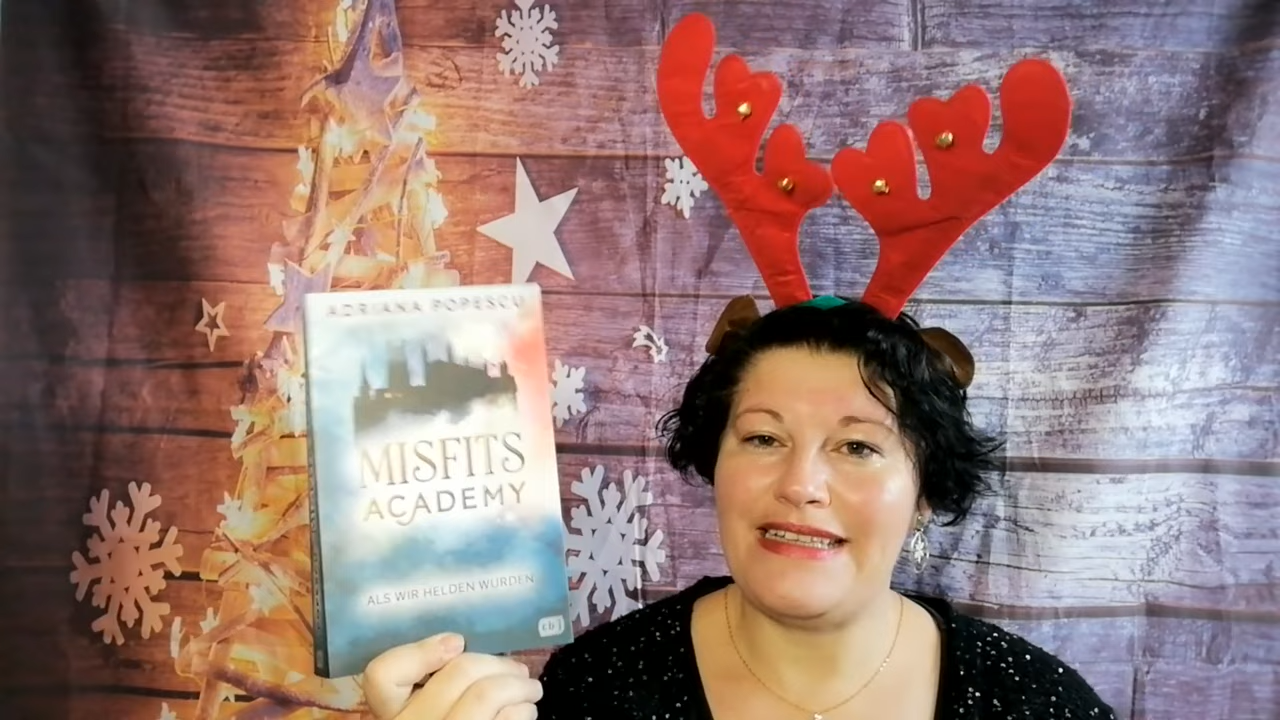 ADRIANA POPESCU
MISFITS
ACADEMY
ALS WIR HELDEN WURDEN
cbj